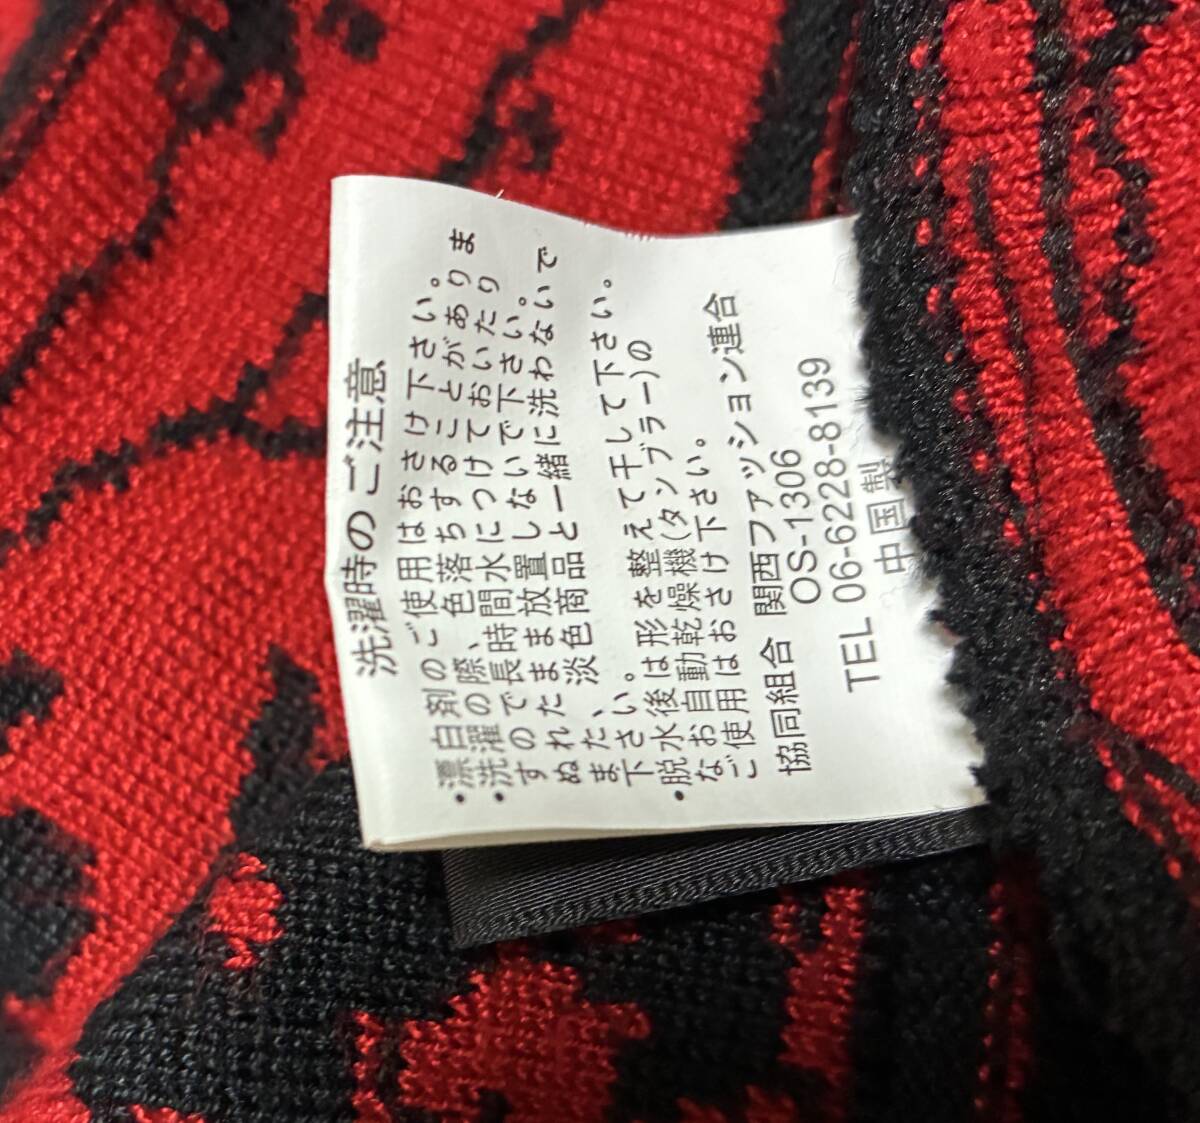 洗濯時のご注意
・漂白剤のご使用はおさけ下さい。
・洗濯の際、色落ちすることがありま
すので長時間水につけておいたり
ぬれたまま放置しないで下さい。
また、淡色商品と一緒に洗わないで
下さい。
・脱水後は形を整えて干して下さい。
なお自動乾燥機(タンブラー)の
ご使用はおさけ下さい。
協同組合 関西ファッション連合
OS-1306
TEL 06-6228-8139
中国製